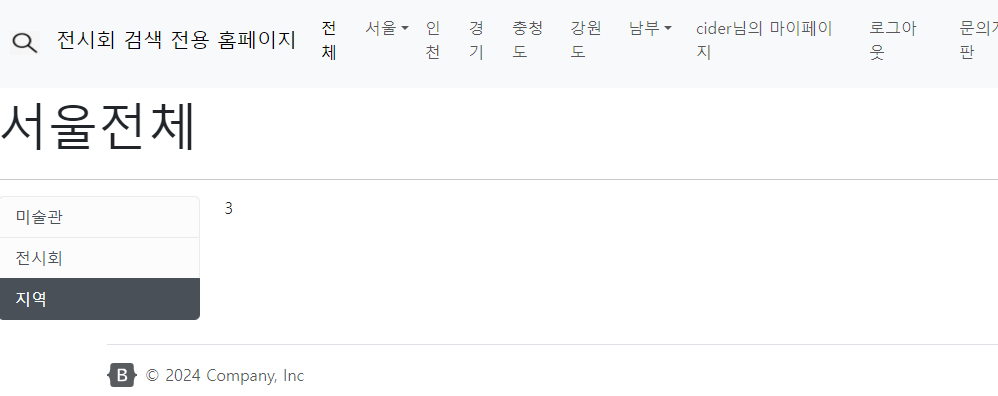 전시회 검색 전용 홈페이지
전체
서울
인천
경기
충청도
강원도
남부
cider님의 마이페이지
로그아웃
서울전체
미술관
전시회
지역
3
B
© 2024 Company, Inc